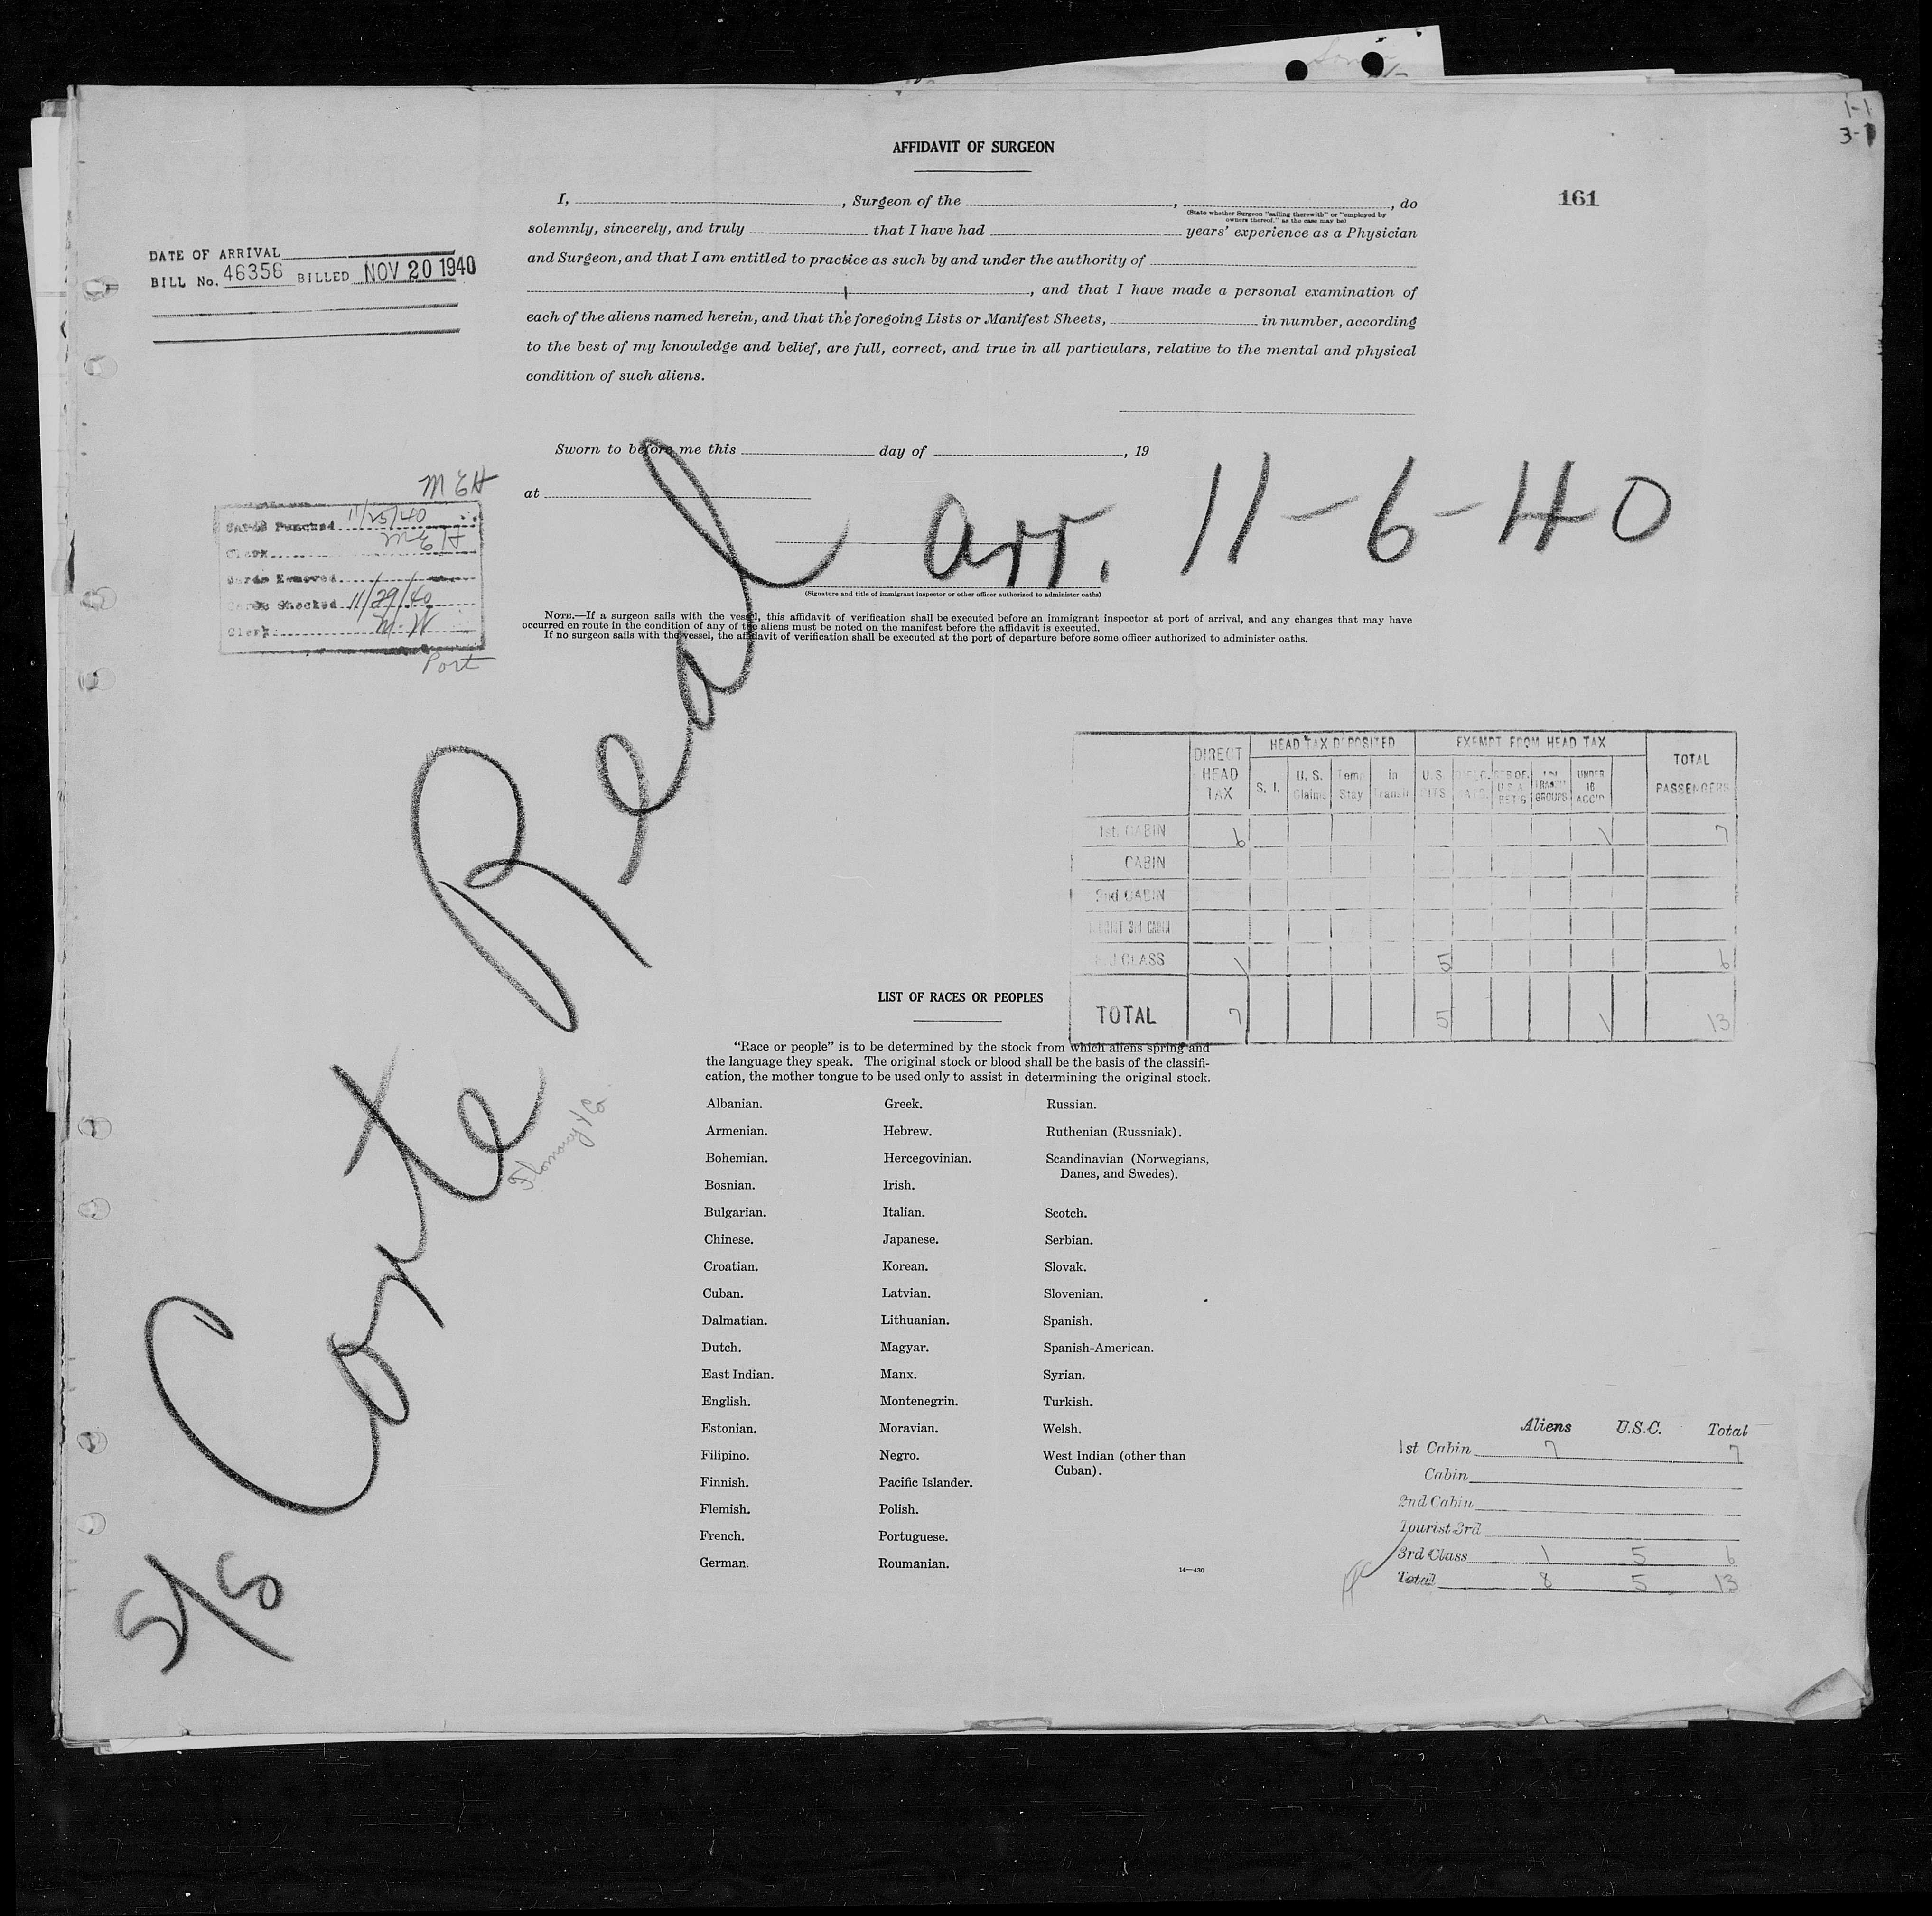 1-1
3-1
AFFIDAVIT OF SURGEON
161
I, , Surgeon of the , , do
(State whether Surgeon "sailing therewith" or "employed by
owners thereof," as the case may be)
solemnly, sincerely, and truly that I have had years' experience as a Physician
and Surgeon, and that I am entitled to practice as such by and under the authority of
, and that I have made a personal examination of
each of the aliens named herein, and that the foregoing Lists or Manifest Sheets, in number, according
to the best of my knowledge and belief, are full, correct, and true in all particulars, relative to the mental and physical
condition of such aliens.
DATE OF ARRIVAL
BILL No. 46356 BILLED NOV 20 1940
Sworn to before me this day of , 19
at
arr. 11-6-40
(Signature and title of immigrant inspector or other officer authorized to administer oaths)
NOTE.—If a surgeon sails with the vessel, this affidavit of verification shall be executed before an immigrant inspector at port of arrival, and any changes that may have
occurred en route in the condition of any of the aliens must be noted on the manifest before the affidavit is executed.
If no surgeon sails with the vessel, the affidavit of verification shall be executed at the port of departure before some officer authorized to administer oaths.
MEH
Cards Punched 11/25/40
Clerk MEH
Cards Removed
Cards Checked 11/29/40
Clerk M.W
Port
S/S Conte Real
DIRECT HEAD TAX HEAD TAX DEPOSITED EXEMPT FROM HEAD TAX TOTAL PASSENGERS
S. I. U. S. Claims Temp Stay in Transit U.S. CITS UNDER 16 ACC'D
1st. CABIN 6 1 7
CABIN
2nd CABIN
3rd CLASS 1 5 6
TOTAL 7 5 1 13
LIST OF RACES OR PEOPLES
"Race or people" is to be determined by the stock from which aliens spring and
the language they speak. The original stock or blood shall be the basis of the classifi-
cation, the mother tongue to be used only to assist in determining the original stock.
Albanian.
Armenian.
Bohemian.
Bosnian.
Bulgarian.
Chinese.
Croatian.
Cuban.
Dalmatian.
Dutch.
East Indian.
English.
Estonian.
Filipino.
Finnish.
Flemish.
French.
German.
Greek.
Hebrew.
Hercegovinian.
Irish.
Italian.
Japanese.
Korean.
Latvian.
Lithuanian.
Magyar.
Manx.
Montenegrin.
Moravian.
Negro.
Pacific Islander.
Polish.
Portuguese.
Roumanian.
Russian.
Ruthenian (Russniak).
Scandinavian (Norwegians,
Danes, and Swedes).
Scotch.
Serbian.
Slovak.
Slovenian.
Spanish.
Spanish-American.
Syrian.
Turkish.
Welsh.
West Indian (other than
Cuban).
14—430
Aliens U.S.C. Total
1st Cabin 7 7
Cabin
2nd Cabin
Tourist 3rd
3rd Class 1 5 6
Total 8 5 13